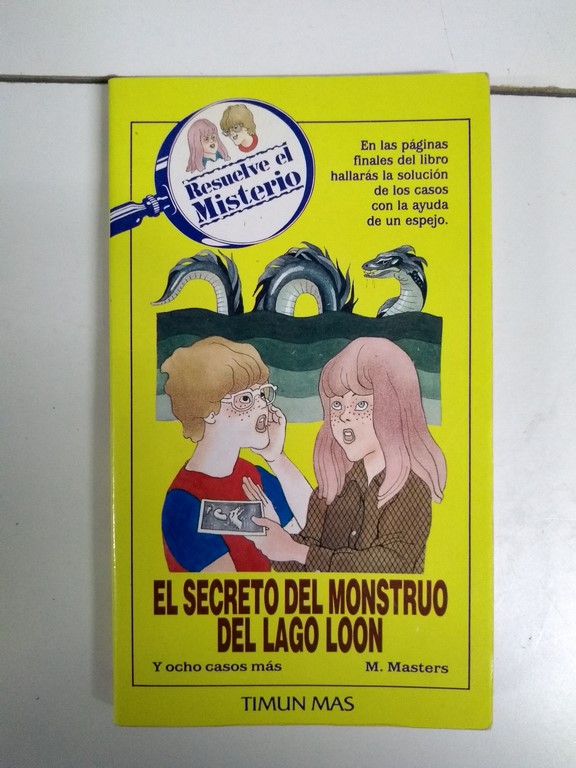 Resuelve el
Misterio
En las páginas
finales del libro
hallarás la solución
de los casos
con la ayuda
de un espejo.
EL SECRETO DEL MONSTRUO
DEL LAGO LOON
Y ocho casos más
M. Masters
TIMUN MAS